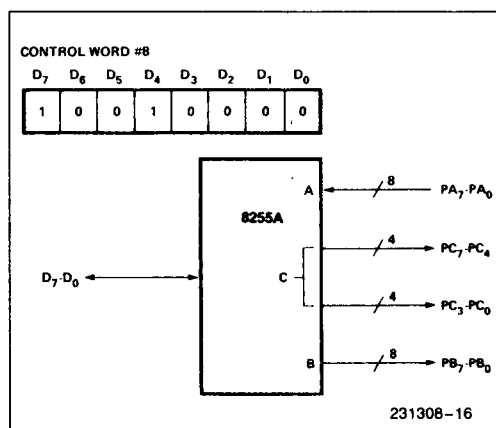 CONTROL WORD #8
D7 D6 D5 D4 D3 D2 D1 D0
1 0 0 1 0 0 0 0
8255A
A 8 PA7-PA0
4 PC7-PC4
D7-D0 C
4 PC3-PC0
B 8 PB7-PB0
231308-16